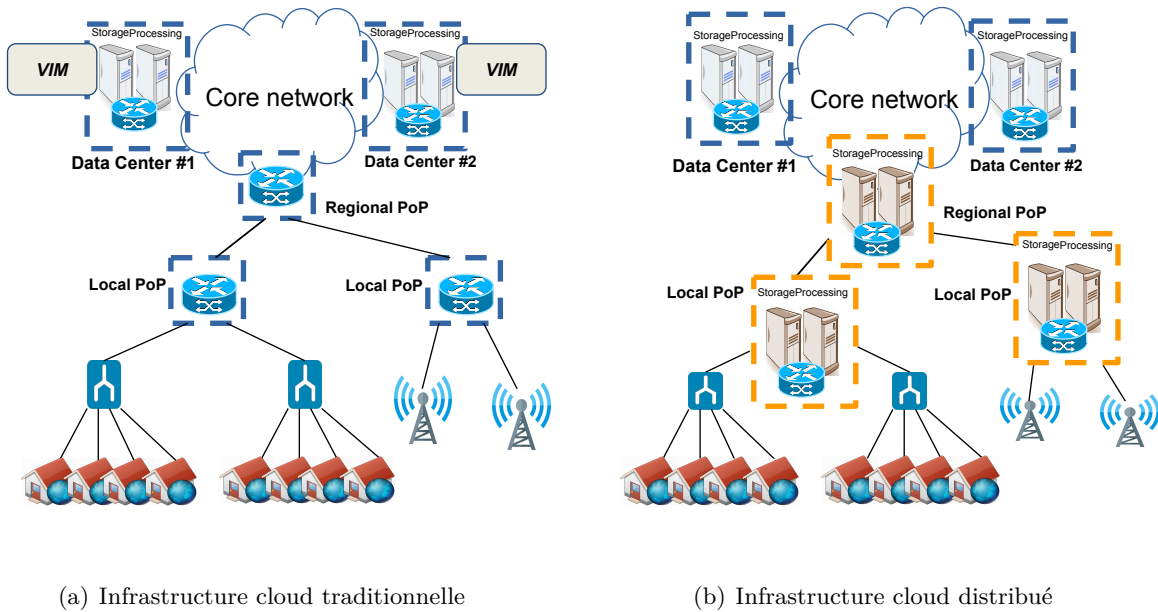 StorageProcessing
StorageProcessing
VIM
VIM
Core network
Data Center #1
Data Center #2
Regional PoP
Local PoP
Local PoP
(a) Infrastructure cloud traditionnelle
StorageProcessing
StorageProcessing
Core network
Data Center #1
StorageProcessing
Data Center #2
Regional PoP
StorageProcessing
Local PoP
StorageProcessing
Local PoP
(b) Infrastructure cloud distribué